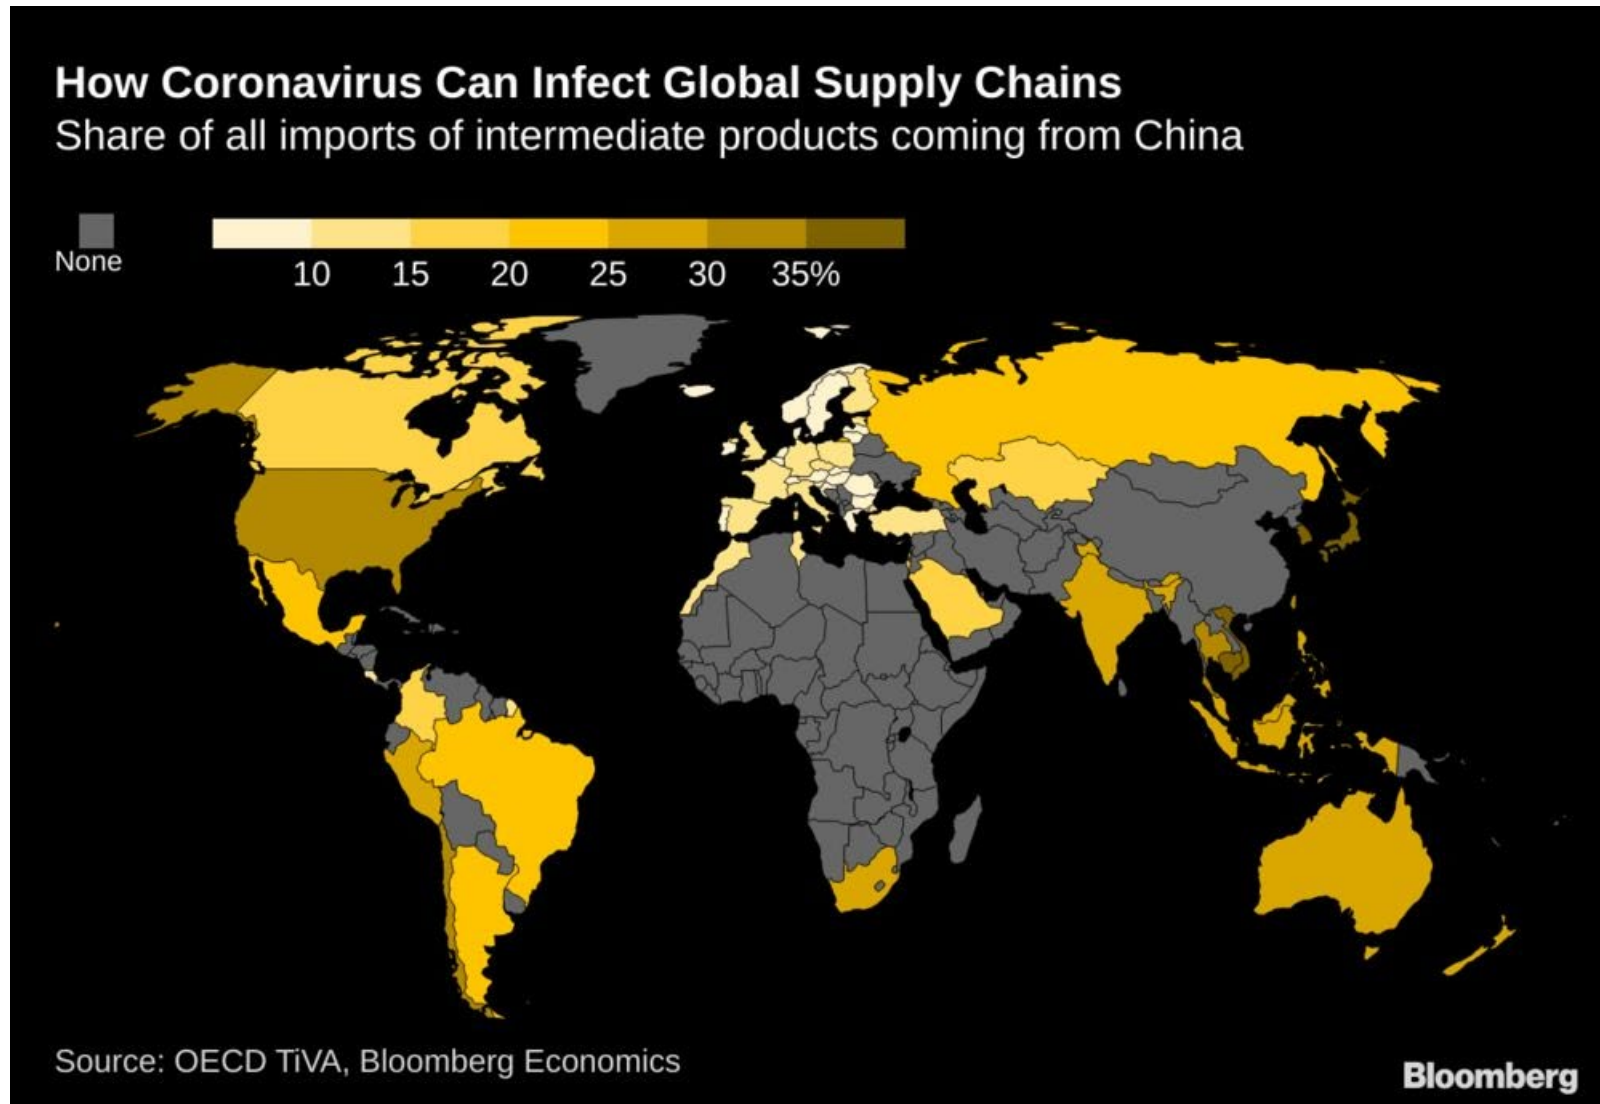 How Coronavirus Can Infect Global Supply Chains
Share of all imports of intermediate products coming from China
None
10 15 20 25 30 35%
Source: OECD TiVA, Bloomberg Economics
Bloomberg